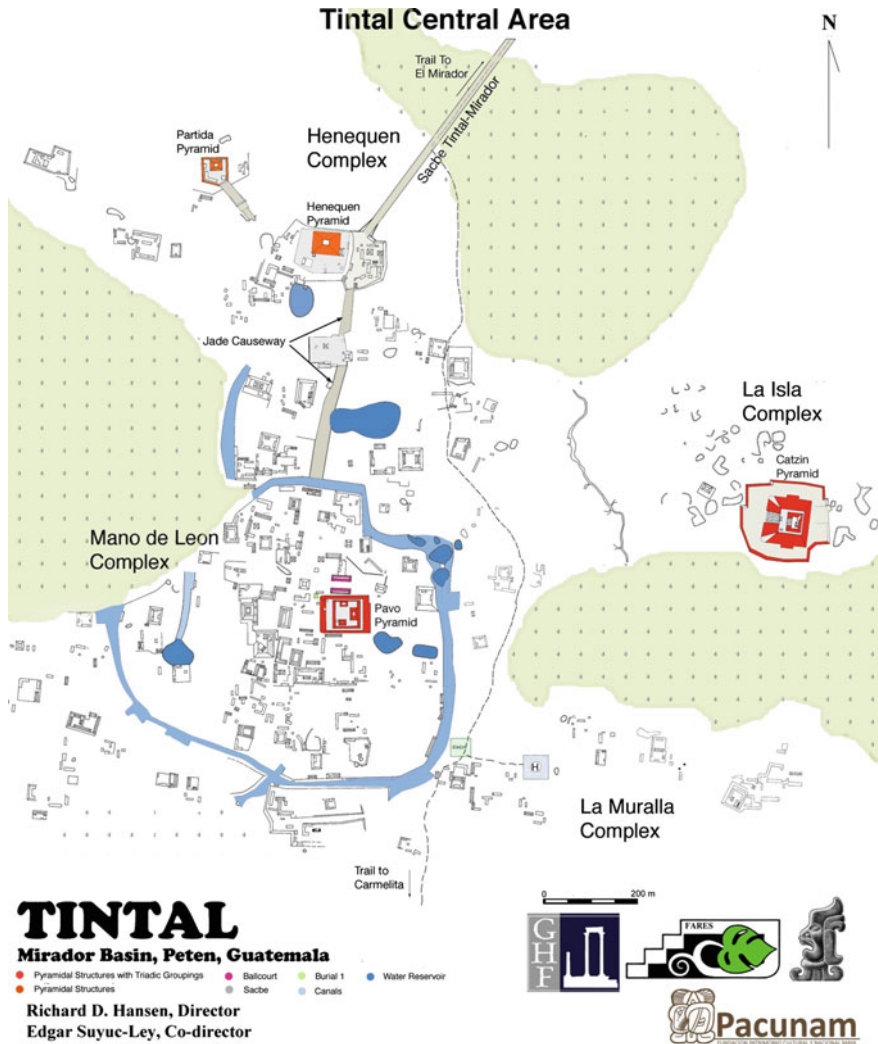 Tintal Central Area
N
Trail To
El Mirador
Sacbe Tintal-Mirador
Partida
Pyramid
Henequen
Complex
Henequen
Pyramid
Jade Causeway
La Isla
Complex
Catzin
Pyramid
Mano de Leon
Complex
Pavo
Pyramid
H
La Muralla
Complex
Trail to
Carmelita
0 200 m
TINTAL
Mirador Basin, Peten, Guatemala
Pyramidal Structures with Triadic Groupings
Ballcourt
Burial 1
Water Reservoir
Pyramidal Structures
Sacbe
Canals
Richard D. Hansen, Director
Edgar Suyuc-Ley, Co-director
GHF
FARES
Pacunam